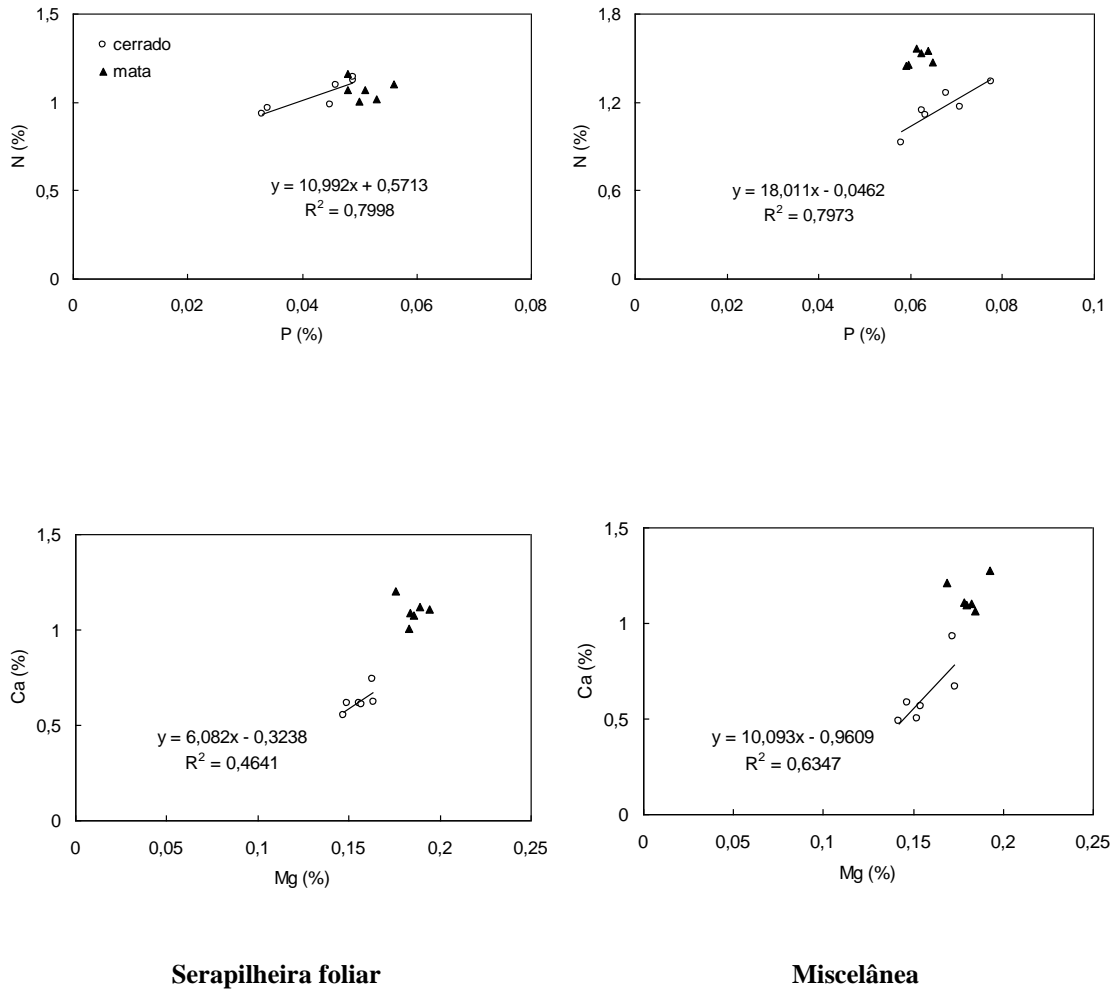 1,5
cerrado
mata
1
N (%)
0,5
y = 10,992x + 0,5713
R² = 0,7998
0
0 0,02 0,04 0,06 0,08
P (%)
1,8
1,2
N (%)
0,6
y = 18,011x - 0,0462
R² = 0,7973
0
0 0,02 0,04 0,06 0,08 0,1
P (%)
1,5
1
Ca (%)
0,5
y = 6,082x - 0,3238
R² = 0,4641
0
0 0,05 0,1 0,15 0,2 0,25
Mg (%)
1,5
1
Ca (%)
0,5
y = 10,093x - 0,9609
R² = 0,6347
0
0 0,05 0,1 0,15 0,2 0,25
Mg (%)
Serapilheira foliar
Miscelânea